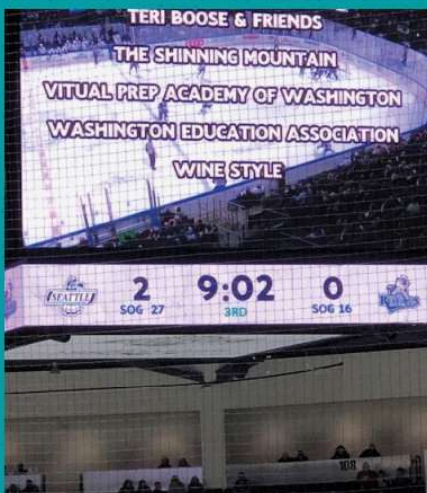 TERI BOOSE & FRIENDS
THE SHINNING MOUNTAIN
VITUAL PREP ACADEMY OF WASHINGTON
WASHINGTON EDUCATION ASSOCIATION
WINE STYLE
SEATTLE 2 9:02 0
SOG 27 3RD SOG 16
108